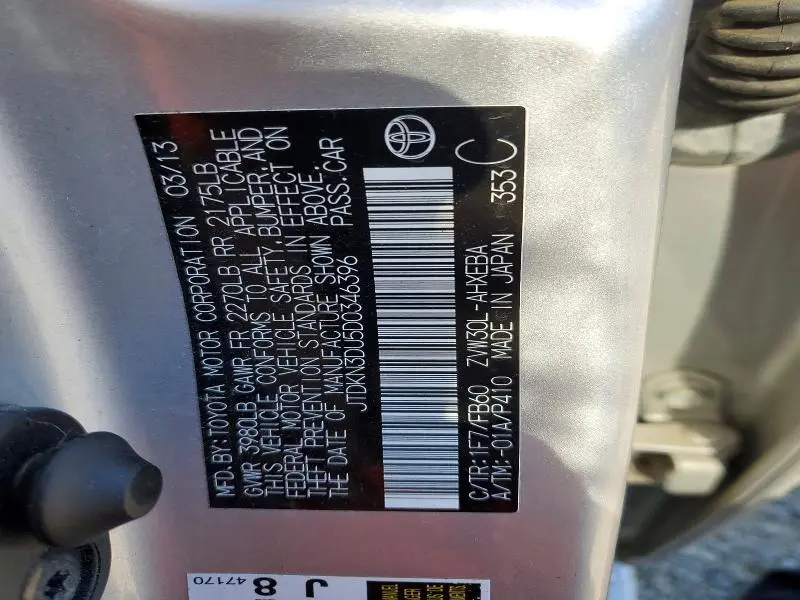 MFD. BY: TOYOTA MOTOR CORPORATION 03/13
GVWR 3980LB GAWR FR 2270LB RR 2175LB
THIS VEHICLE CONFORMS TO ALL APPLICABLE
FEDERAL MOTOR VEHICLE SAFETY, BUMPER, AND
THEFT PREVENTION STANDARDS IN EFFECT ON
THE DATE OF MANUFACTURE SHOWN ABOVE.
JTDKN3DU5D0346396 PASS. CAR
C/TR: 1F7/FB60 ZVW30L-AHXEBA
A/TM: -01A/P410 MADE IN JAPAN 353 C
J 8
47170